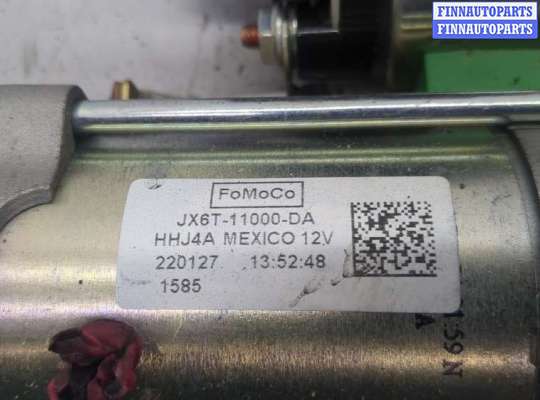 FINNAUTOPARTS
FINNAUTOPARTS
FoMoCo
JX6T-11000-DA
HHJ4A MEXICO 12V
220127 13:52:48
1585